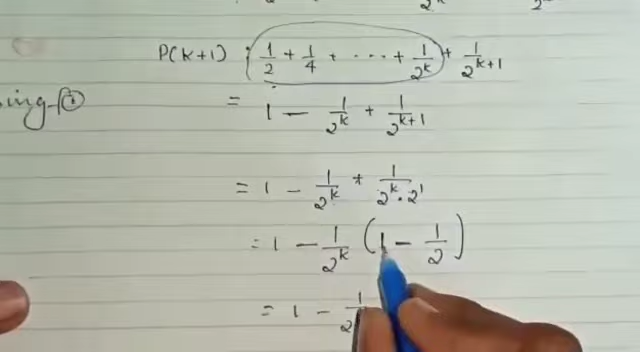 P(k+1) : 1/2 + 1/4 + ... + 1/2^k + 1/2^(k+1)
= 1 - 1/2^k + 1/2^(k+1)
= 1 - 1/2^k + 1/(2^k . 2^1)
= 1 - 1/2^k (1 - 1/2)
= 1 - 1/2